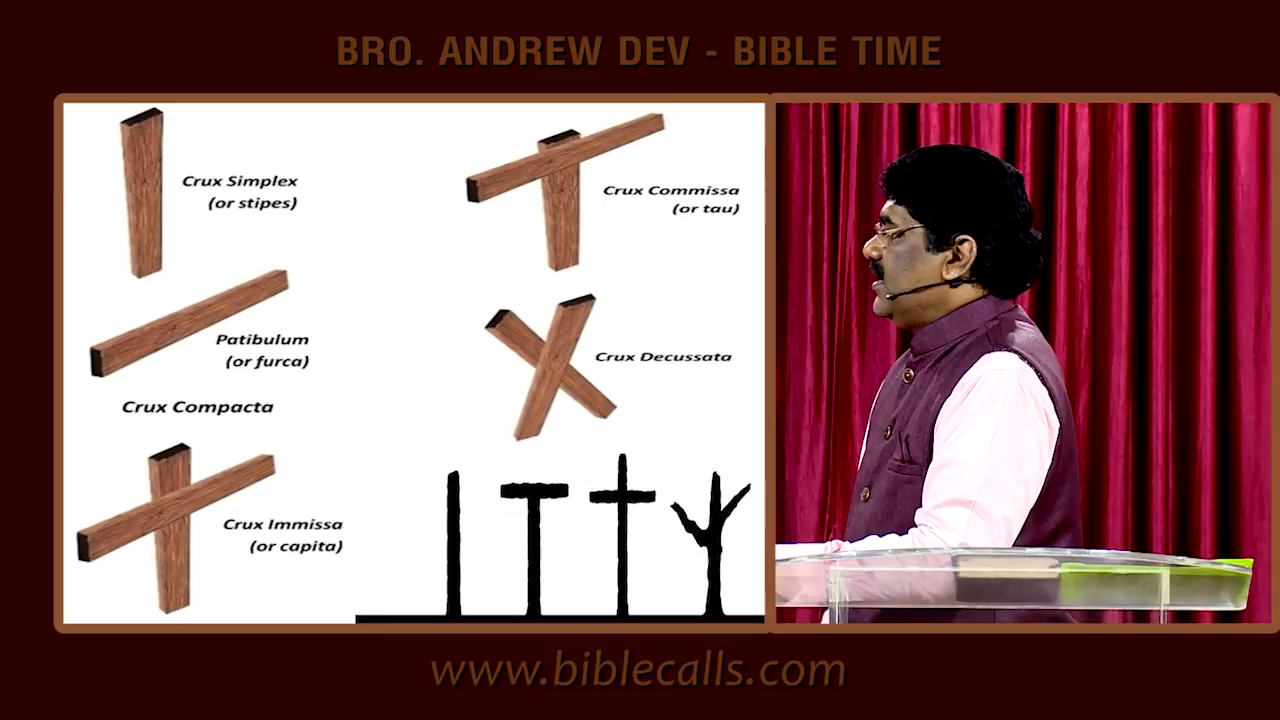 BRO. ANDREW DEV - BIBLE TIME
Crux Simplex
(or stipes)
Patibulum
(or furca)
Crux Compacta
Crux Immissa
(or capita)
Crux Commissa
(or tau)
Crux Decussata
www.biblecalls.com